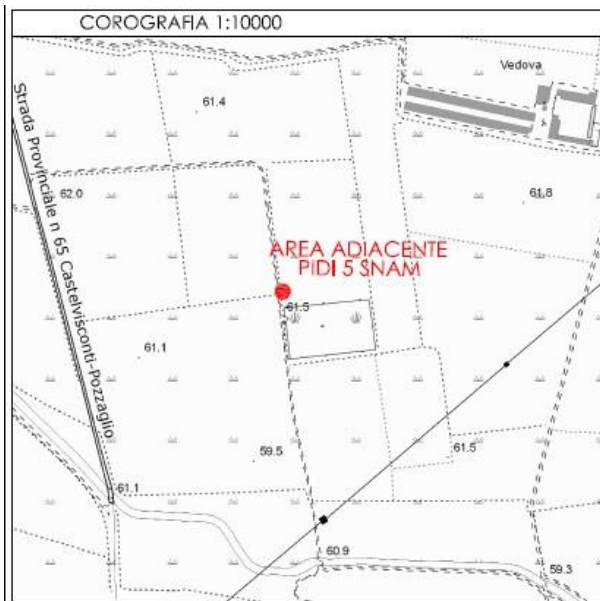 COROGRAFIA 1:10000
Vedova
61.4
Strada Provinciale n 65 Castelvisconti-Pozzaglio
62.0
61.8
AREA ADIACENTE
PIDI 5 SNAM
61.5
61.1
59.5
61.5
61.1
60.9
59.3